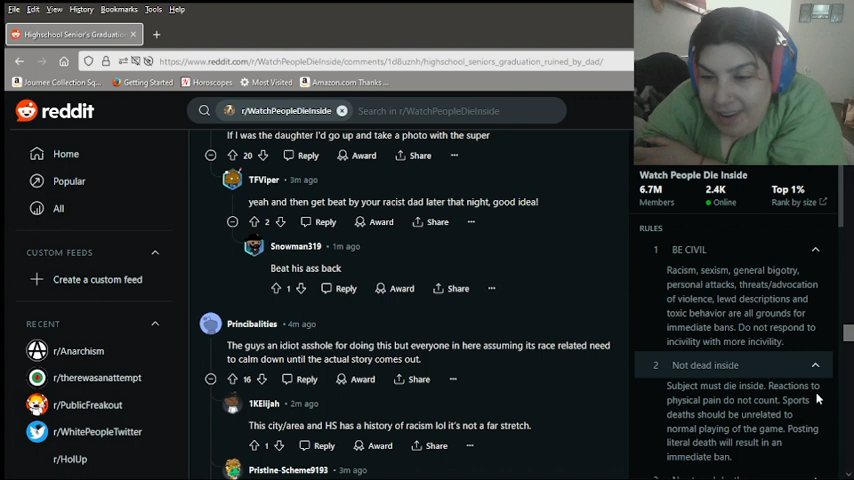 File Edit View History Bookmarks Tools Help
Highschool Senior's Graduatio
https://www.reddit.com/r/WatchPeopleDieInside/comments/1d8uznh/highschool_seniors_graduation_ruined_by_dad/
Journee Collection Sq... Getting Started Horoscopes Most Visited Amazon.com Thanks ...
reddit
r/WatchPeopleDieInside Search in r/WatchPeopleDieInside
Home
Popular
All
CUSTOM FEEDS
Create a custom feed
RECENT
r/Anarchism
r/therewasanattempt
r/PublicFreakout
r/WhitePeopleTwitter
r/HolUp
If I was the daughter I'd go up and take a photo with the super
20 Reply Award Share ...
TFViper • 3m ago
yeah and then get beat by your racist dad later that night, good idea!
2 Reply Award Share ...
Snowman319 • 1m ago
Beat his ass back
1 Reply Award Share ...
Princibalities • 4m ago
The guys an idiot asshole for doing this but everyone in here assuming its race related need
to calm down until the actual story comes out.
16 Reply Award Share ...
1KElijah • 2m ago
This city/area and HS has a history of racism lol it's not a far stretch.
1 Reply Award Share ...
Pristine-Scheme9193 • 3m ago
Watch People Die Inside
6.7M 2.4K Top 1%
Members Online Rank by size
RULES
1 BE CIVIL
Racism, sexism, general bigotry,
personal attacks, threats/advocation
of violence, lewd descriptions and
toxic behavior are all grounds for
immediate bans. Do not respond to
incivility with more incivility.
2 Not dead inside
Subject must die inside. Reactions to
physical pain do not count. Sports
deaths should be unrelated to
normal playing of the game. Posting
literal death will result in an
immediate ban.